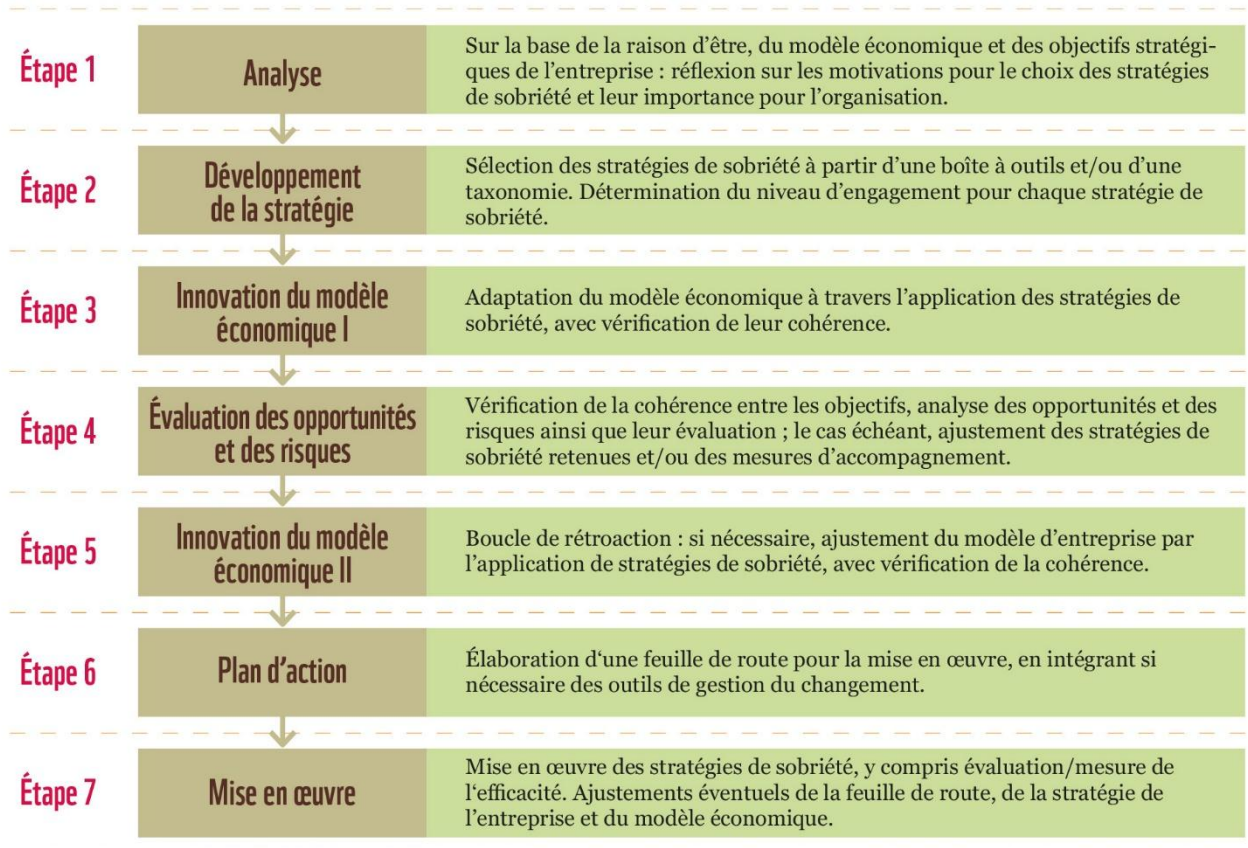 Étape 1
Analyse
Sur la base de la raison d’être, du modèle économique et des objectifs stratégi-
ques de l’entreprise : réflexion sur les motivations pour le choix des stratégies
de sobriété et leur importance pour l’organisation.
Étape 2
Développement
de la stratégie
Sélection des stratégies de sobriété à partir d’une boîte à outils et/ou d’une
taxonomie. Détermination du niveau d’engagement pour chaque stratégie de
sobriété.
Étape 3
Innovation du modèle
économique I
Adaptation du modèle économique à travers l’application des stratégies de
sobriété, avec vérification de leur cohérence.
Étape 4
Évaluation des opportunités
et des risques
Vérification de la cohérence entre les objectifs, analyse des opportunités et des
risques ainsi que leur évaluation ; le cas échéant, ajustement des stratégies de
sobriété retenues et/ou des mesures d’accompagnement.
Étape 5
Innovation du modèle
économique II
Boucle de rétroaction : si nécessaire, ajustement du modèle d’entreprise par
l’application de stratégies de sobriété, avec vérification de la cohérence.
Étape 6
Plan d’action
Élaboration d‘une feuille de route pour la mise en œuvre, en intégrant si
nécessaire des outils de gestion du changement.
Étape 7
Mise en œuvre
Mise en œuvre des stratégies de sobriété, y compris évaluation/mesure de
l‘efficacité. Ajustements éventuels de la feuille de route, de la stratégie de
l’entreprise et du modèle économique.